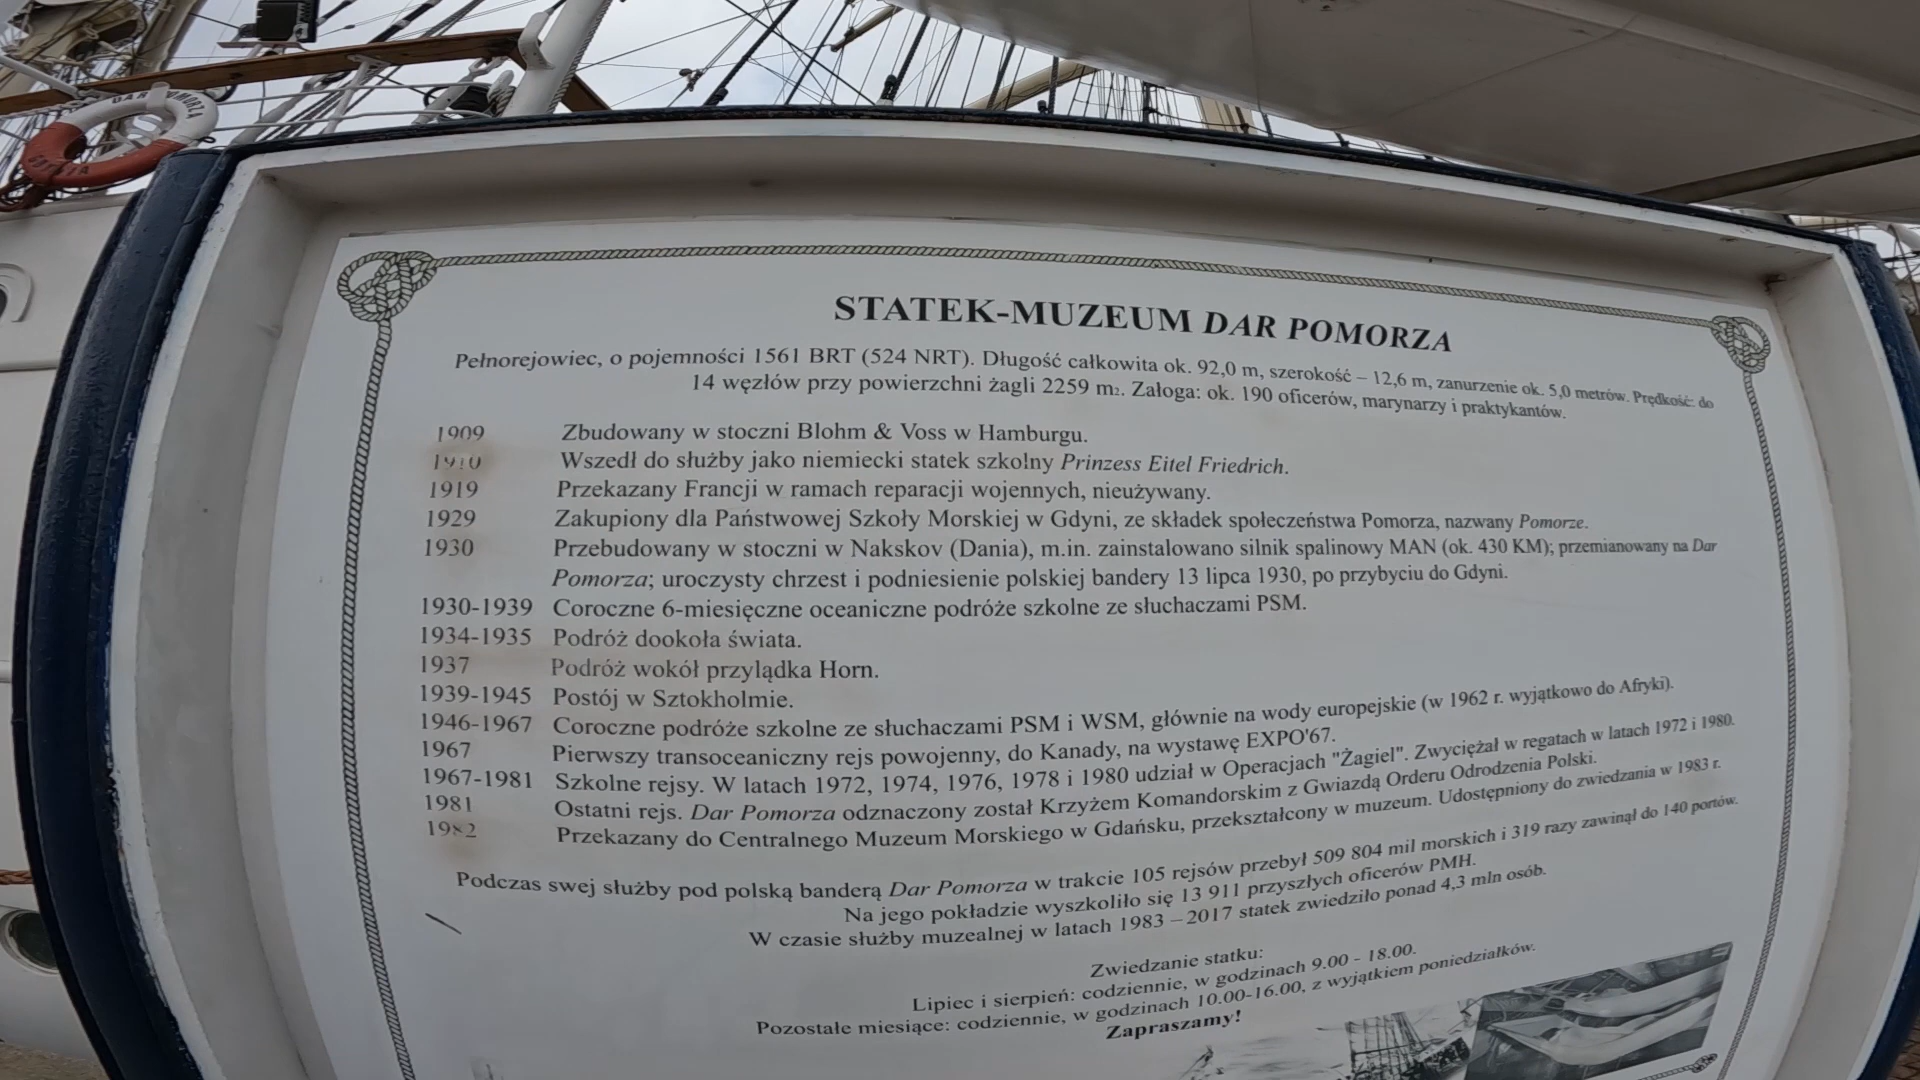 DAR POMORZA
GDYNIA
STATEK-MUZEUM DAR POMORZA
Pełnorejowiec, o pojemności 1561 BRT (524 NRT). Długość całkowita ok. 92,0 m, szerokość – 12,6 m, zanurzenie ok. 5,0 metrów. Prędkość: do
14 węzłów przy powierzchni żagli 2259 m2. Załoga: ok. 190 oficerów, marynarzy i praktykantów.
1909 Zbudowany w stoczni Blohm & Voss w Hamburgu.
1910 Wszedł do służby jako niemiecki statek szkolny Prinzess Eitel Friedrich.
1919 Przekazany Francji w ramach reparacji wojennych, nieużywany.
1929 Zakupiony dla Państwowej Szkoły Morskiej w Gdyni, ze składek społeczeństwa Pomorza, nazwany Pomorze.
1930 Przebudowany w stoczni w Nakskov (Dania), m.in. zainstalowano silnik spalinowy MAN (ok. 430 KM); przemianowany na Dar
Pomorza; uroczysty chrzest i podniesienie polskiej bandery 13 lipca 1930, po przybyciu do Gdyni.
1930-1939 Coroczne 6-miesięczne oceaniczne podróże szkolne ze słuchaczami PSM.
1934-1935 Podróż dookoła świata.
1937 Podróż wokół przylądka Horn.
1939-1945 Postój w Sztokholmie.
1946-1967 Coroczne podróże szkolne ze słuchaczami PSM i WSM, głównie na wody europejskie (w 1962 r. wyjątkowo do Afryki).
1967 Pierwszy transoceaniczny rejs powojenny, do Kanady, na wystawę EXPO'67.
1967-1981 Szkolne rejsy. W latach 1972, 1974, 1976, 1978 i 1980 udział w Operacjach "Żagiel". Zwyciężał w regatach w latach 1972 i 1980.
1981 Ostatni rejs. Dar Pomorza odznaczony został Krzyżem Komandorskim z Gwiazdą Orderu Odrodzenia Polski.
1982 Przekazany do Centralnego Muzeum Morskiego w Gdańsku, przekształcony w muzeum. Udostępniony do zwiedzania w 1983 r.
Podczas swej służby pod polską banderą Dar Pomorza w trakcie 105 rejsów przebył 509 804 mil morskich i 319 razy zawinął do 140 portów.
Na jego pokładzie wyszkoliło się 13 911 przyszłych oficerów PMH.
W czasie służby muzealnej w latach 1983 – 2017 statek zwiedziło ponad 4,3 mln osób.
Zwiedzanie statku:
Lipiec i sierpień: codziennie, w godzinach 9.00 - 18.00.
Pozostałe miesiące: codziennie, w godzinach 10.00-16.00, z wyjątkiem poniedziałków.
Zapraszamy!